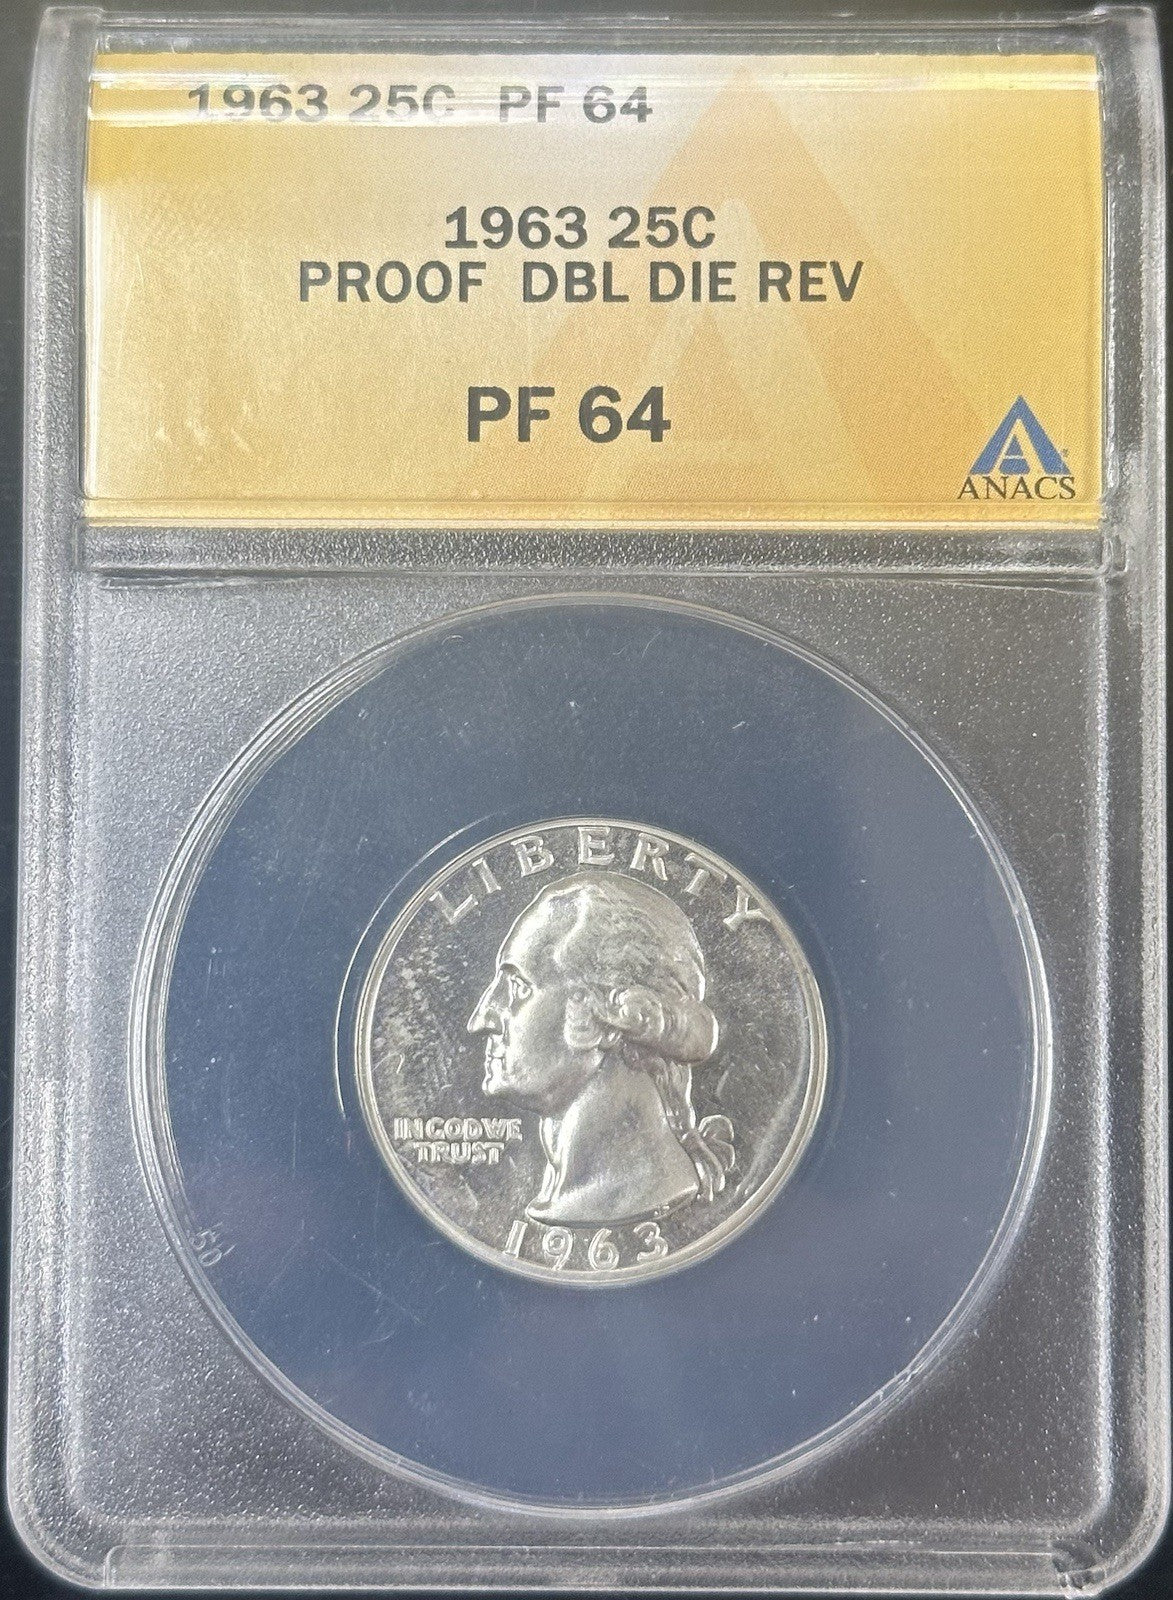 1963 25C PF 64
1963 25C
PROOF DBL DIE REV
PF 64
ANACS
LIBERTY
IN GOD WE
TRUST
1963